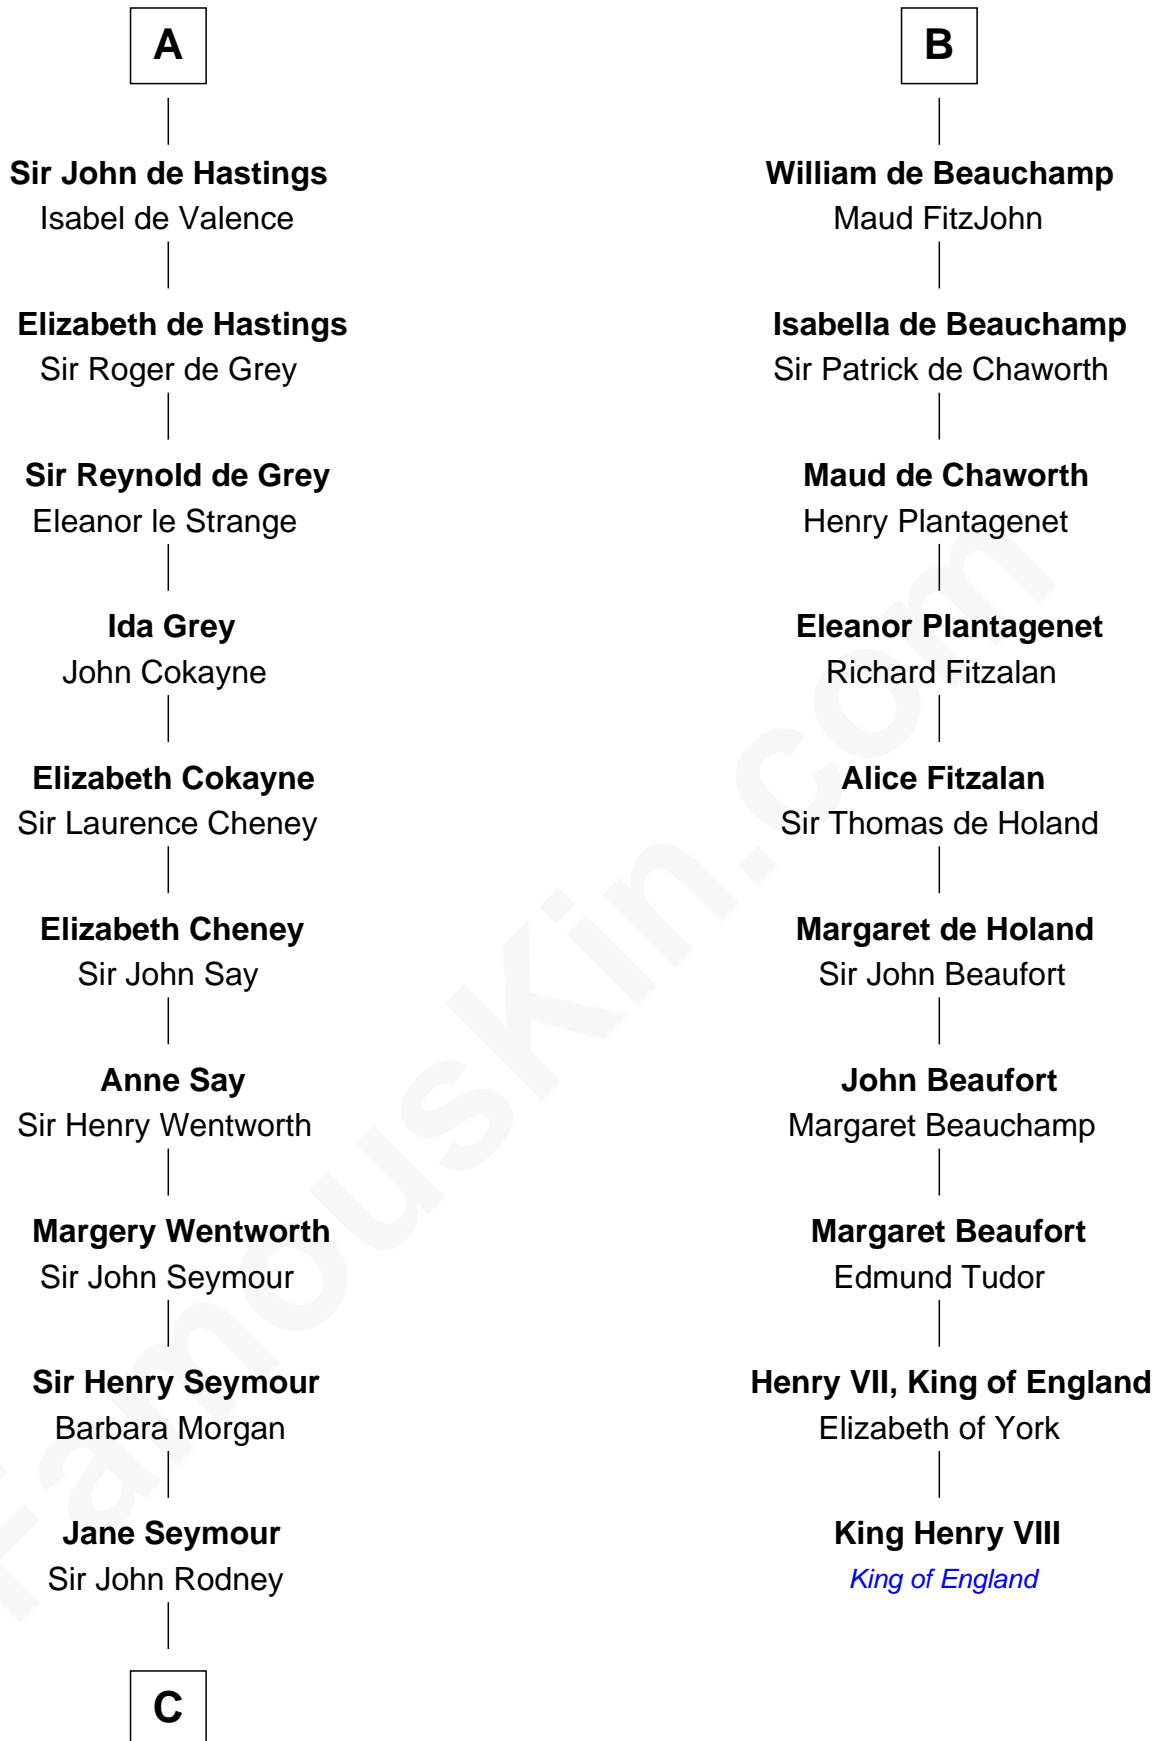 A
Sir John de Hastings
Isabel de Valence
Elizabeth de Hastings
Sir Roger de Grey
Sir Reynold de Grey
Eleanor le Strange
Ida Grey
John Cokayne
Elizabeth Cokayne
Sir Laurence Cheney
Elizabeth Cheney
Sir John Say
Anne Say
Sir Henry Wentworth
Margery Wentworth
Sir John Seymour
Sir Henry Seymour
Barbara Morgan
Jane Seymour
Sir John Rodney
C
B
William de Beauchamp
Maud FitzJohn
Isabella de Beauchamp
Sir Patrick de Chaworth
Maud de Chaworth
Henry Plantagenet
Eleanor Plantagenet
Richard Fitzalan
Alice Fitzalan
Sir Thomas de Holand
Margaret de Holand
Sir John Beaufort
John Beaufort
Margaret Beauchamp
Margaret Beaufort
Edmund Tudor
Henry VII, King of England
Elizabeth of York
King Henry VIII
King of England
FamousKin.com